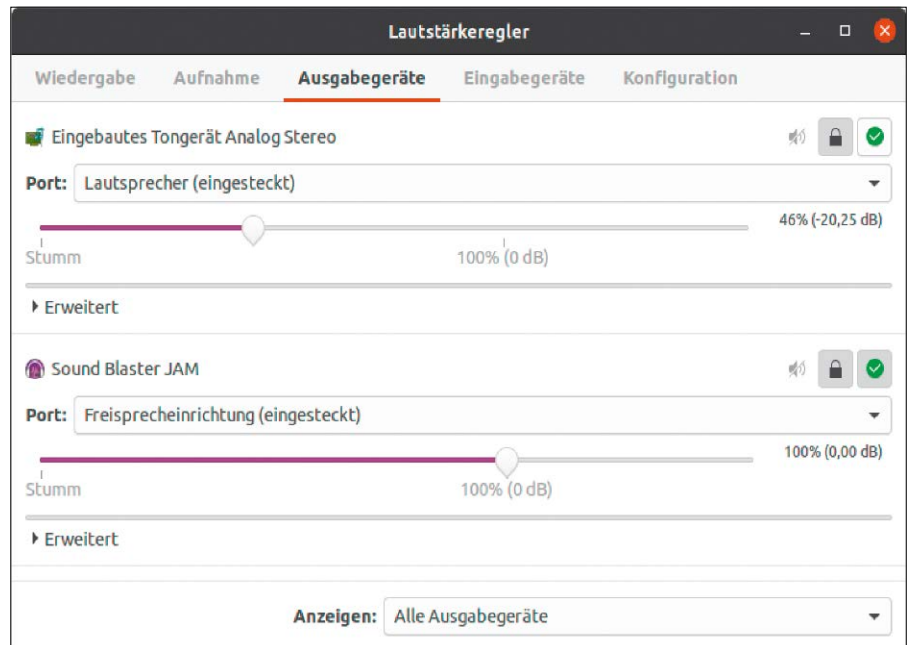 Lautstärkeregler
Wiedergabe Aufnahme Ausgabegeräte Eingabegeräte Konfiguration
Eingebautes Tongerät Analog Stereo
Port: Lautsprecher (eingesteckt)
46% (-20,25 dB)
Stumm 100% (0 dB)
Erweitert
Sound Blaster JAM
Port: Freisprecheinrichtung (eingesteckt)
100% (0,00 dB)
Stumm 100% (0 dB)
Erweitert
Anzeigen: Alle Ausgabegeräte